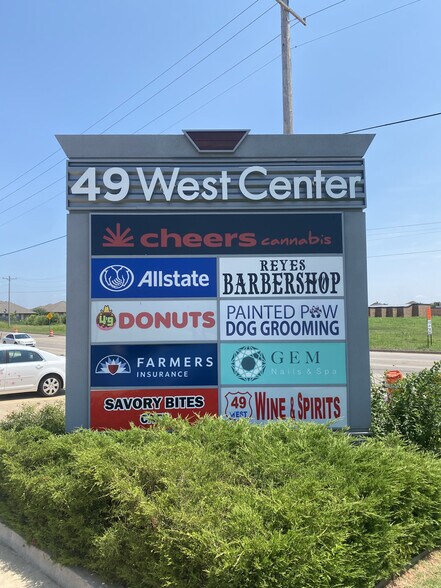 49 West Center
cheers cannabis
Allstate
REYES
BARBERSHOP
DONUTS
PAINTED PAW
DOG GROOMING
FARMERS
INSURANCE
GEM
Nails & Spa
SAVORY BITES
CAFE
49
WEST
WINE & SPIRITS